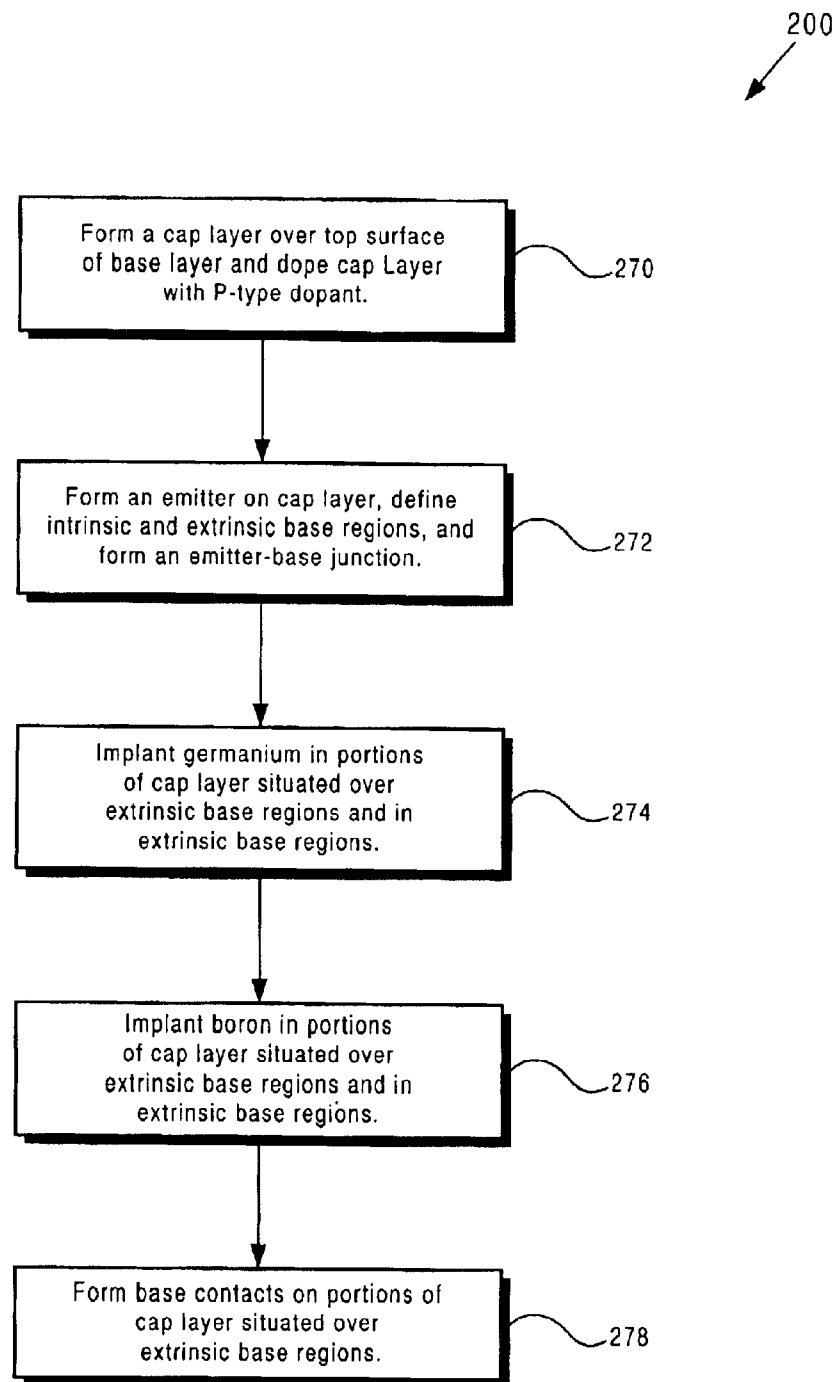 200
Form a cap layer over top surface
of base layer and dope cap Layer
with P-type dopant.
270
Form an emitter on cap layer, define
intrinsic and extrinsic base regions, and
form an emitter-base junction.
272
Implant germanium in portions
of cap layer situated over
extrinsic base regions and in
extrinsic base regions.
274
Implant boron in portions
of cap layer situated over
extrinsic base regions and in
extrinsic base regions.
276
Form base contacts on portions of
cap layer situated over
extrinsic base regions.
278